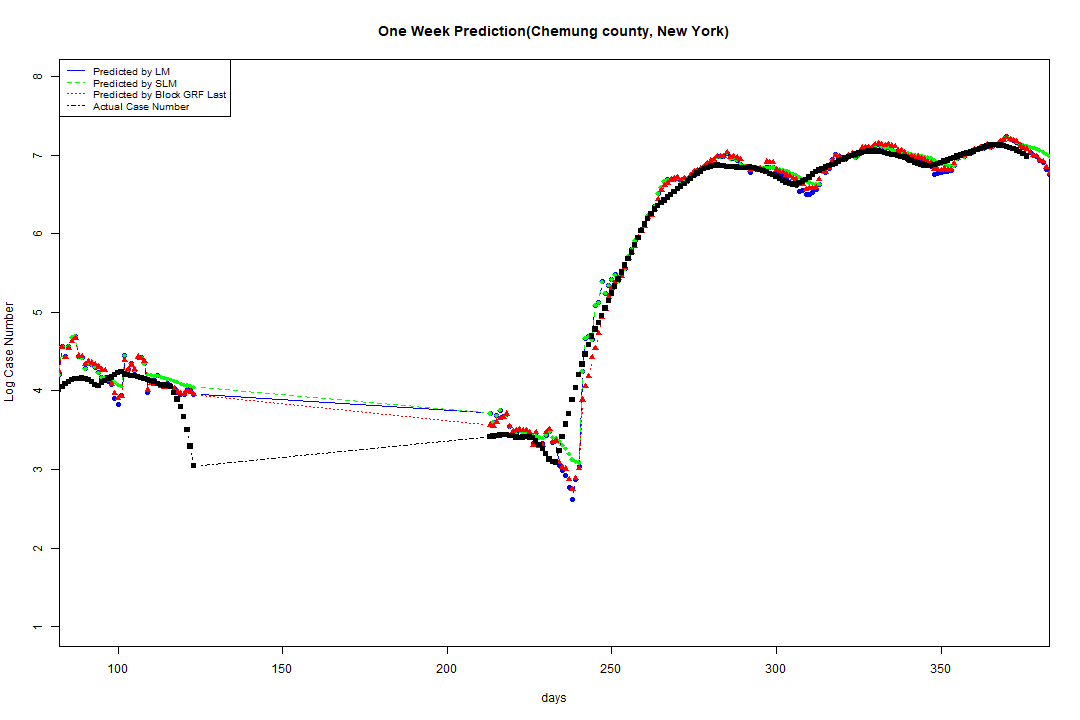 One Week Prediction(Chemung county, New York)
Predicted by LM
Predicted by SLM
Predicted by Block GRF Last
Actual Case Number
8
7
6
5
4
3
2
1
Log Case Number
100 150 200 250 300 350
days